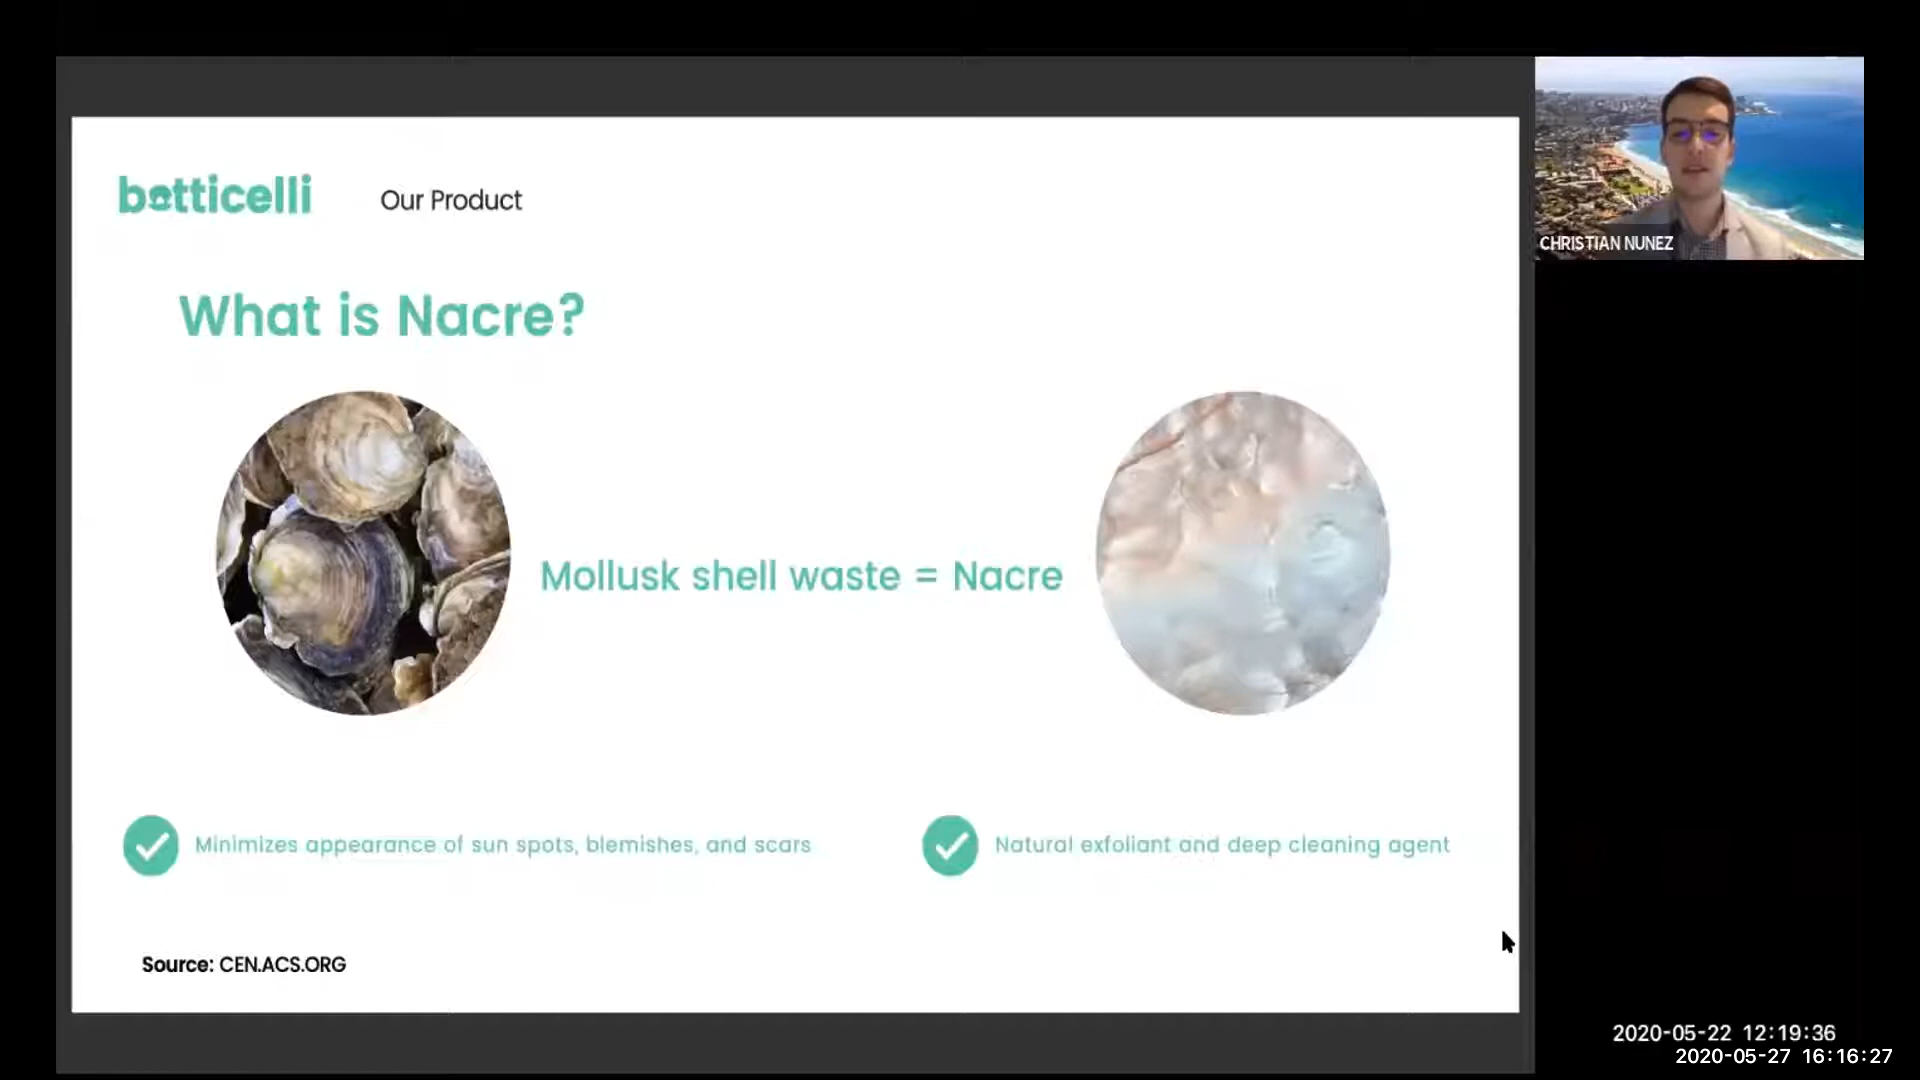 botticelli
Our Product
CHRISTIAN NUNEZ
What is Nacre?
Mollusk shell waste = Nacre
Minimizes appearance of sun spots, blemishes, and scars
Natural exfoliant and deep cleaning agent
Source: CEN.ACS.ORG
2020-05-22 12:19:36
2020-05-27 16:16:27